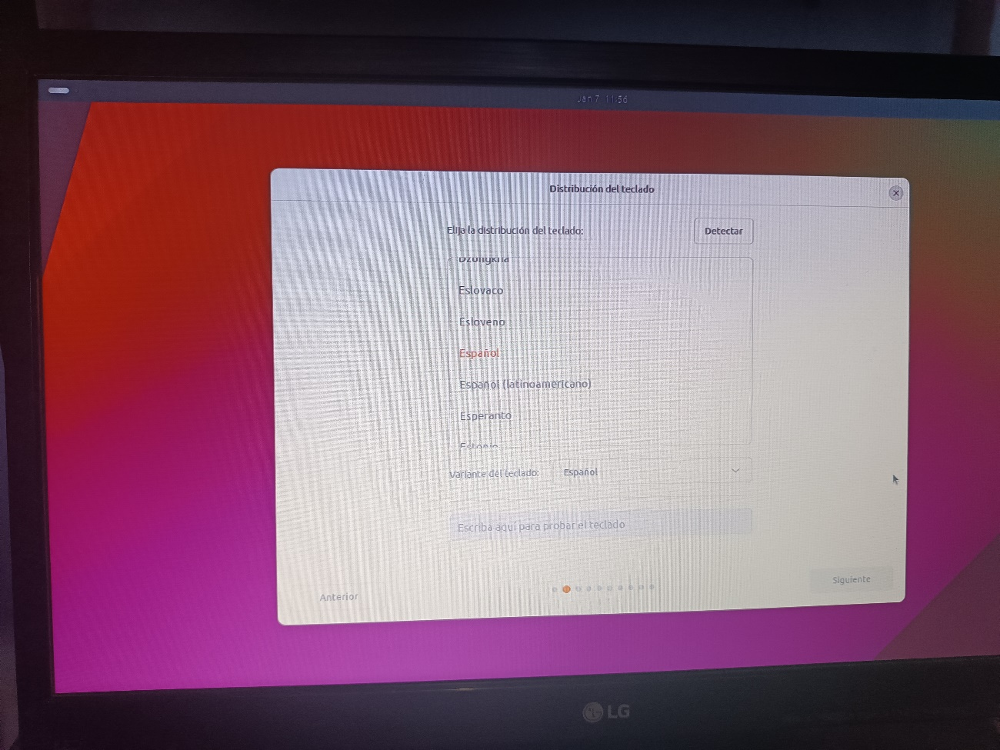 Jan 7 11:56
Distribución del teclado
Elija la distribución del teclado:
Detectar
Dzongkha
Eslovaco
Esloveno
Español
Español (latinoamericano)
Esperanto
Variante del teclado:
Español
Escriba aquí para probar el teclado
Anterior
Siguiente
LG